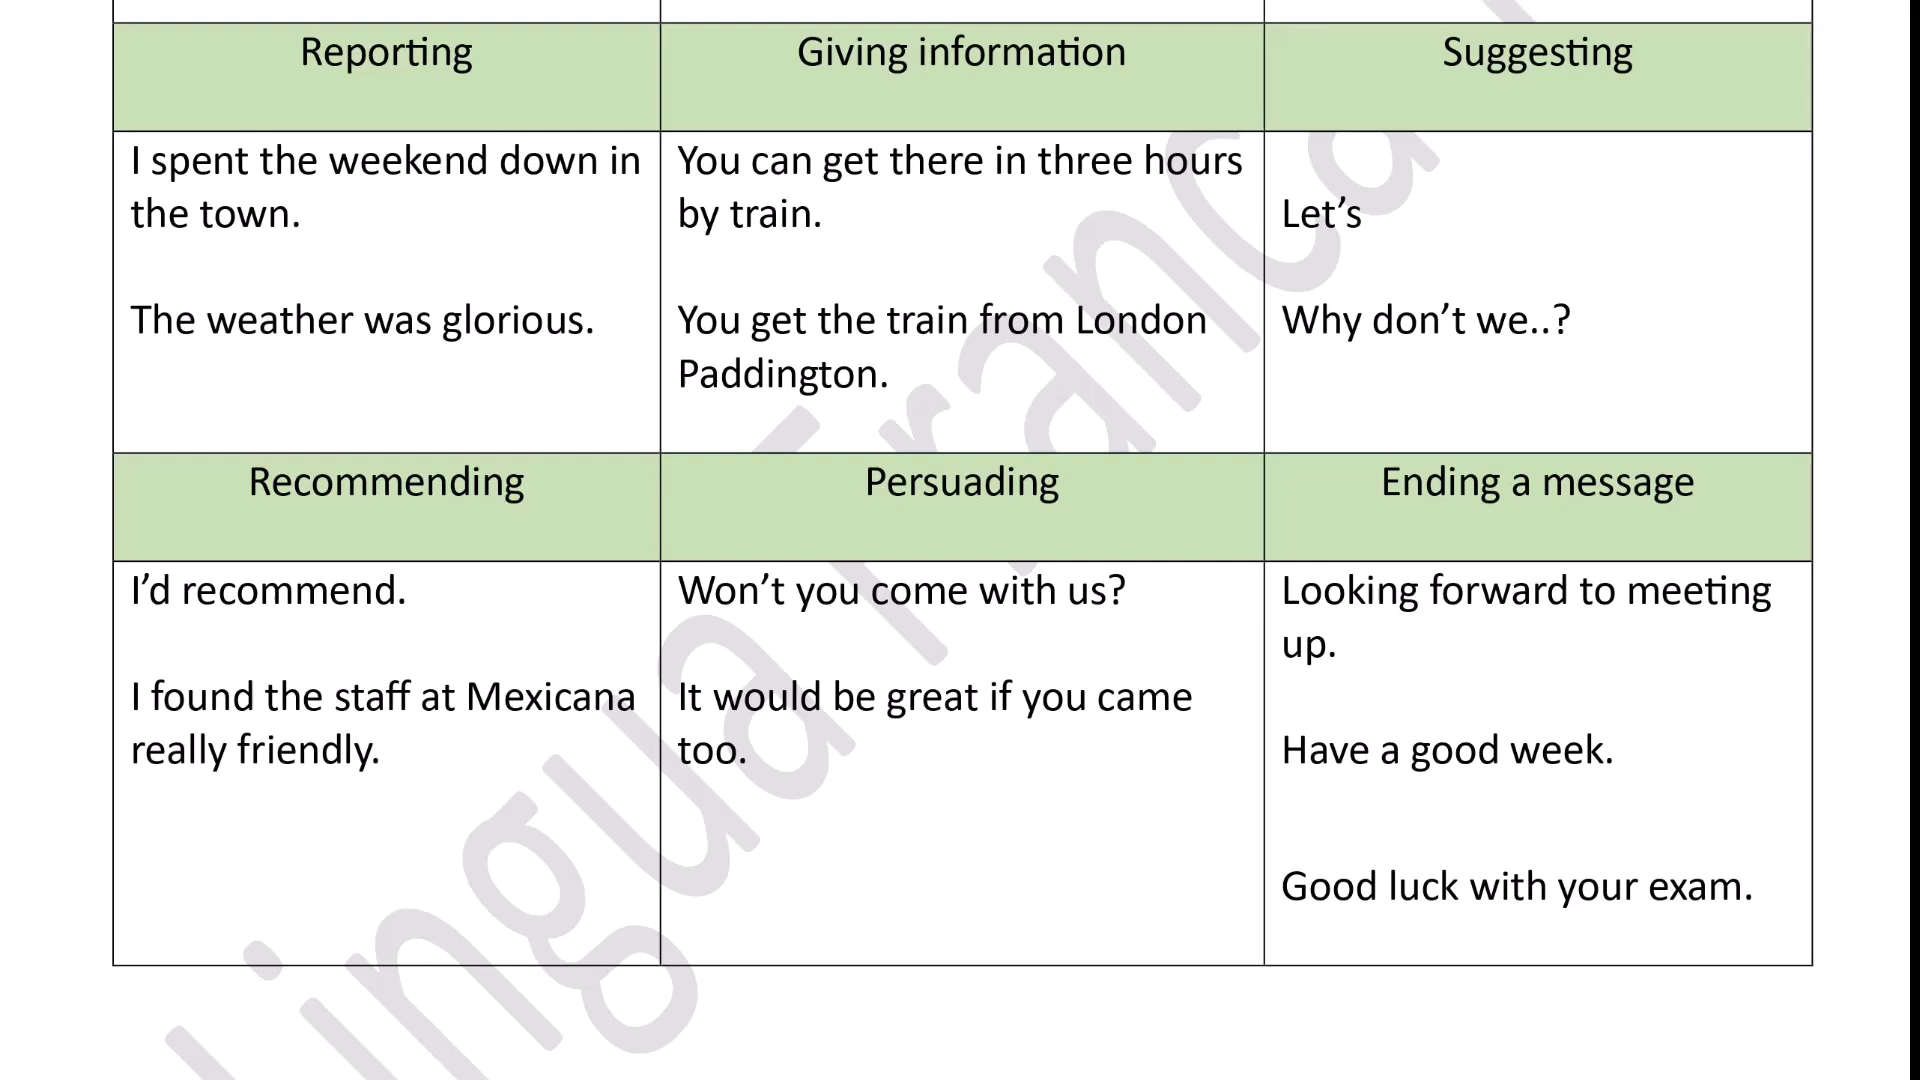 Reporting
Giving information
Suggesting
I spent the weekend down in
the town.
The weather was glorious.
You can get there in three hours
by train.
You get the train from London
Paddington.
Let’s
Why don’t we..?
Recommending
Persuading
Ending a message
I’d recommend.
I found the staff at Mexicana
really friendly.
Won’t you come with us?
It would be great if you came
too.
Looking forward to meeting
up.
Have a good week.
Good luck with your exam.
Lingua Franca